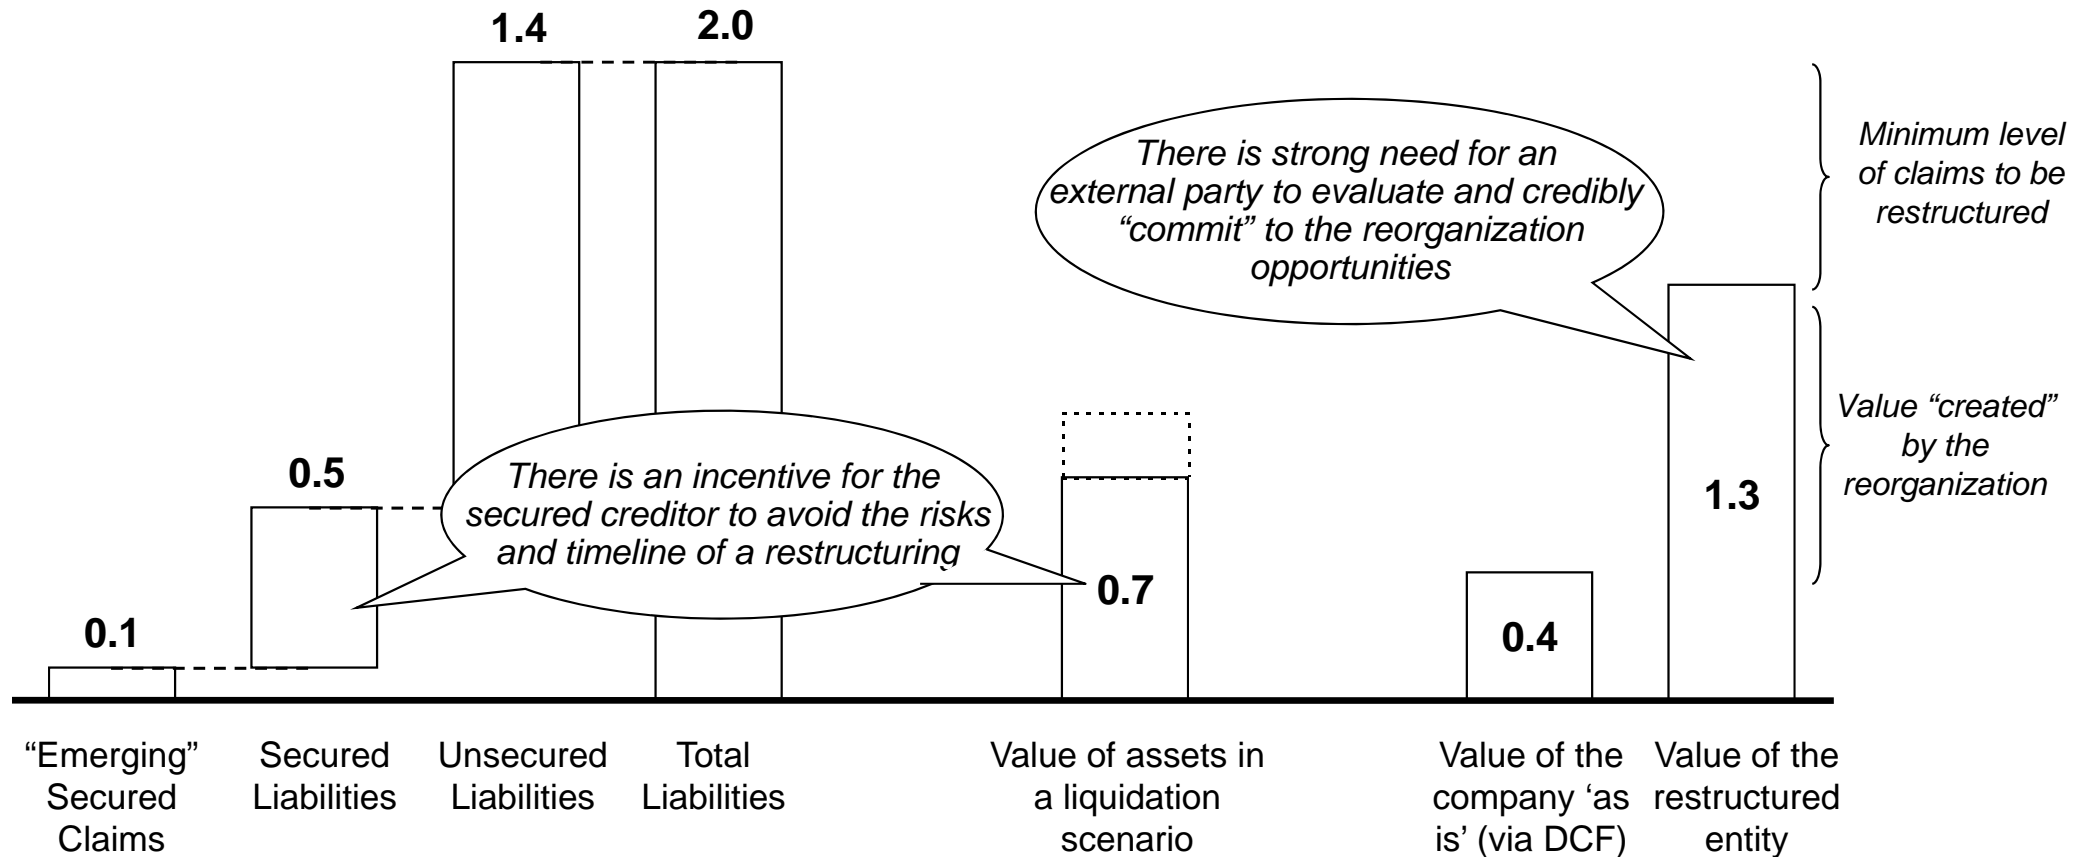 1.4
2.0
There is strong need for an
external party to evaluate and credibly
“commit” to the reorganization
opportunities
Minimum level
of claims to be
restructured
Value “created”
by the
reorganization
0.5
There is an incentive for the
secured creditor to avoid the risks
and timeline of a restructuring
1.3
0.7
0.1
0.4
“Emerging”
Secured
Claims
Secured
Liabilities
Unsecured
Liabilities
Total
Liabilities
Value of assets in
a liquidation
scenario
Value of the
company ‘as
is’ (via DCF)
Value of the
restructured
entity